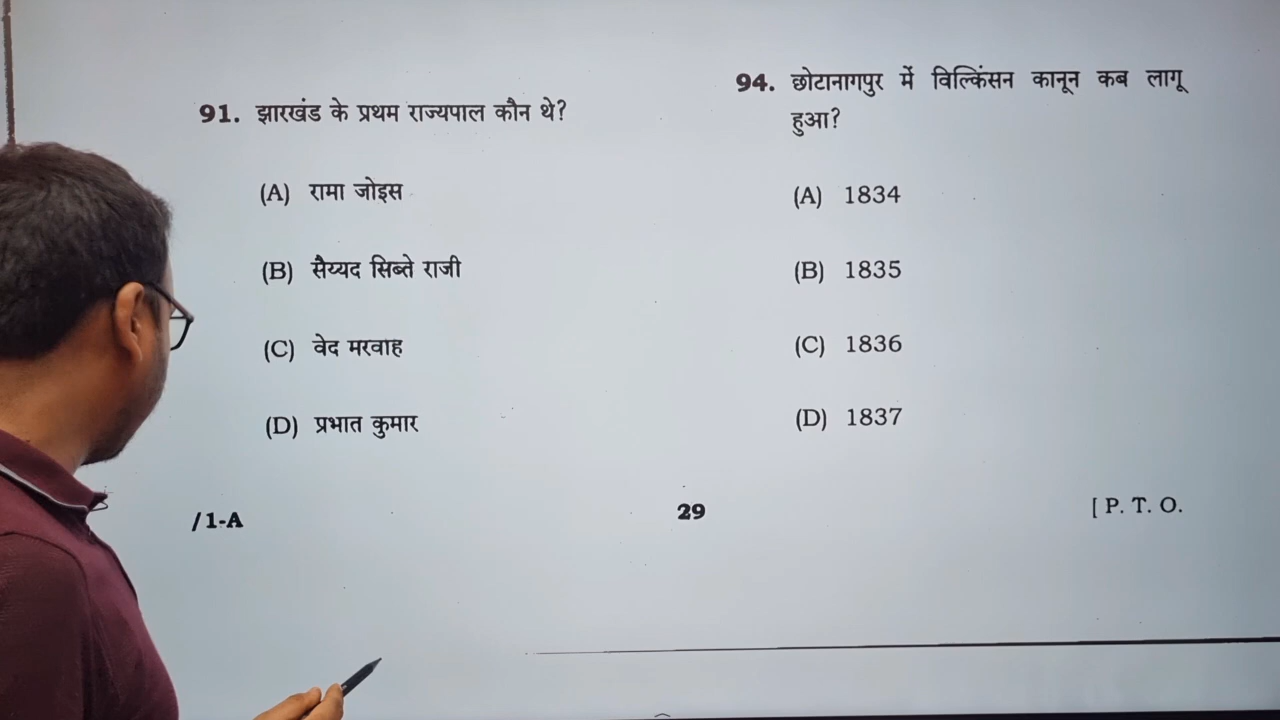 91. झारखंड के प्रथम राज्यपाल कौन थे?
(A) रामा जोइस
(B) सैय्यद सिब्ते राजी
(C) वेद मरवाह
(D) प्रभात कुमार
94. छोटानागपुर में विल्किंसन कानून कब लागू
हुआ?
(A) 1834
(B) 1835
(C) 1836
(D) 1837
/1-A
29
[ P. T. O.